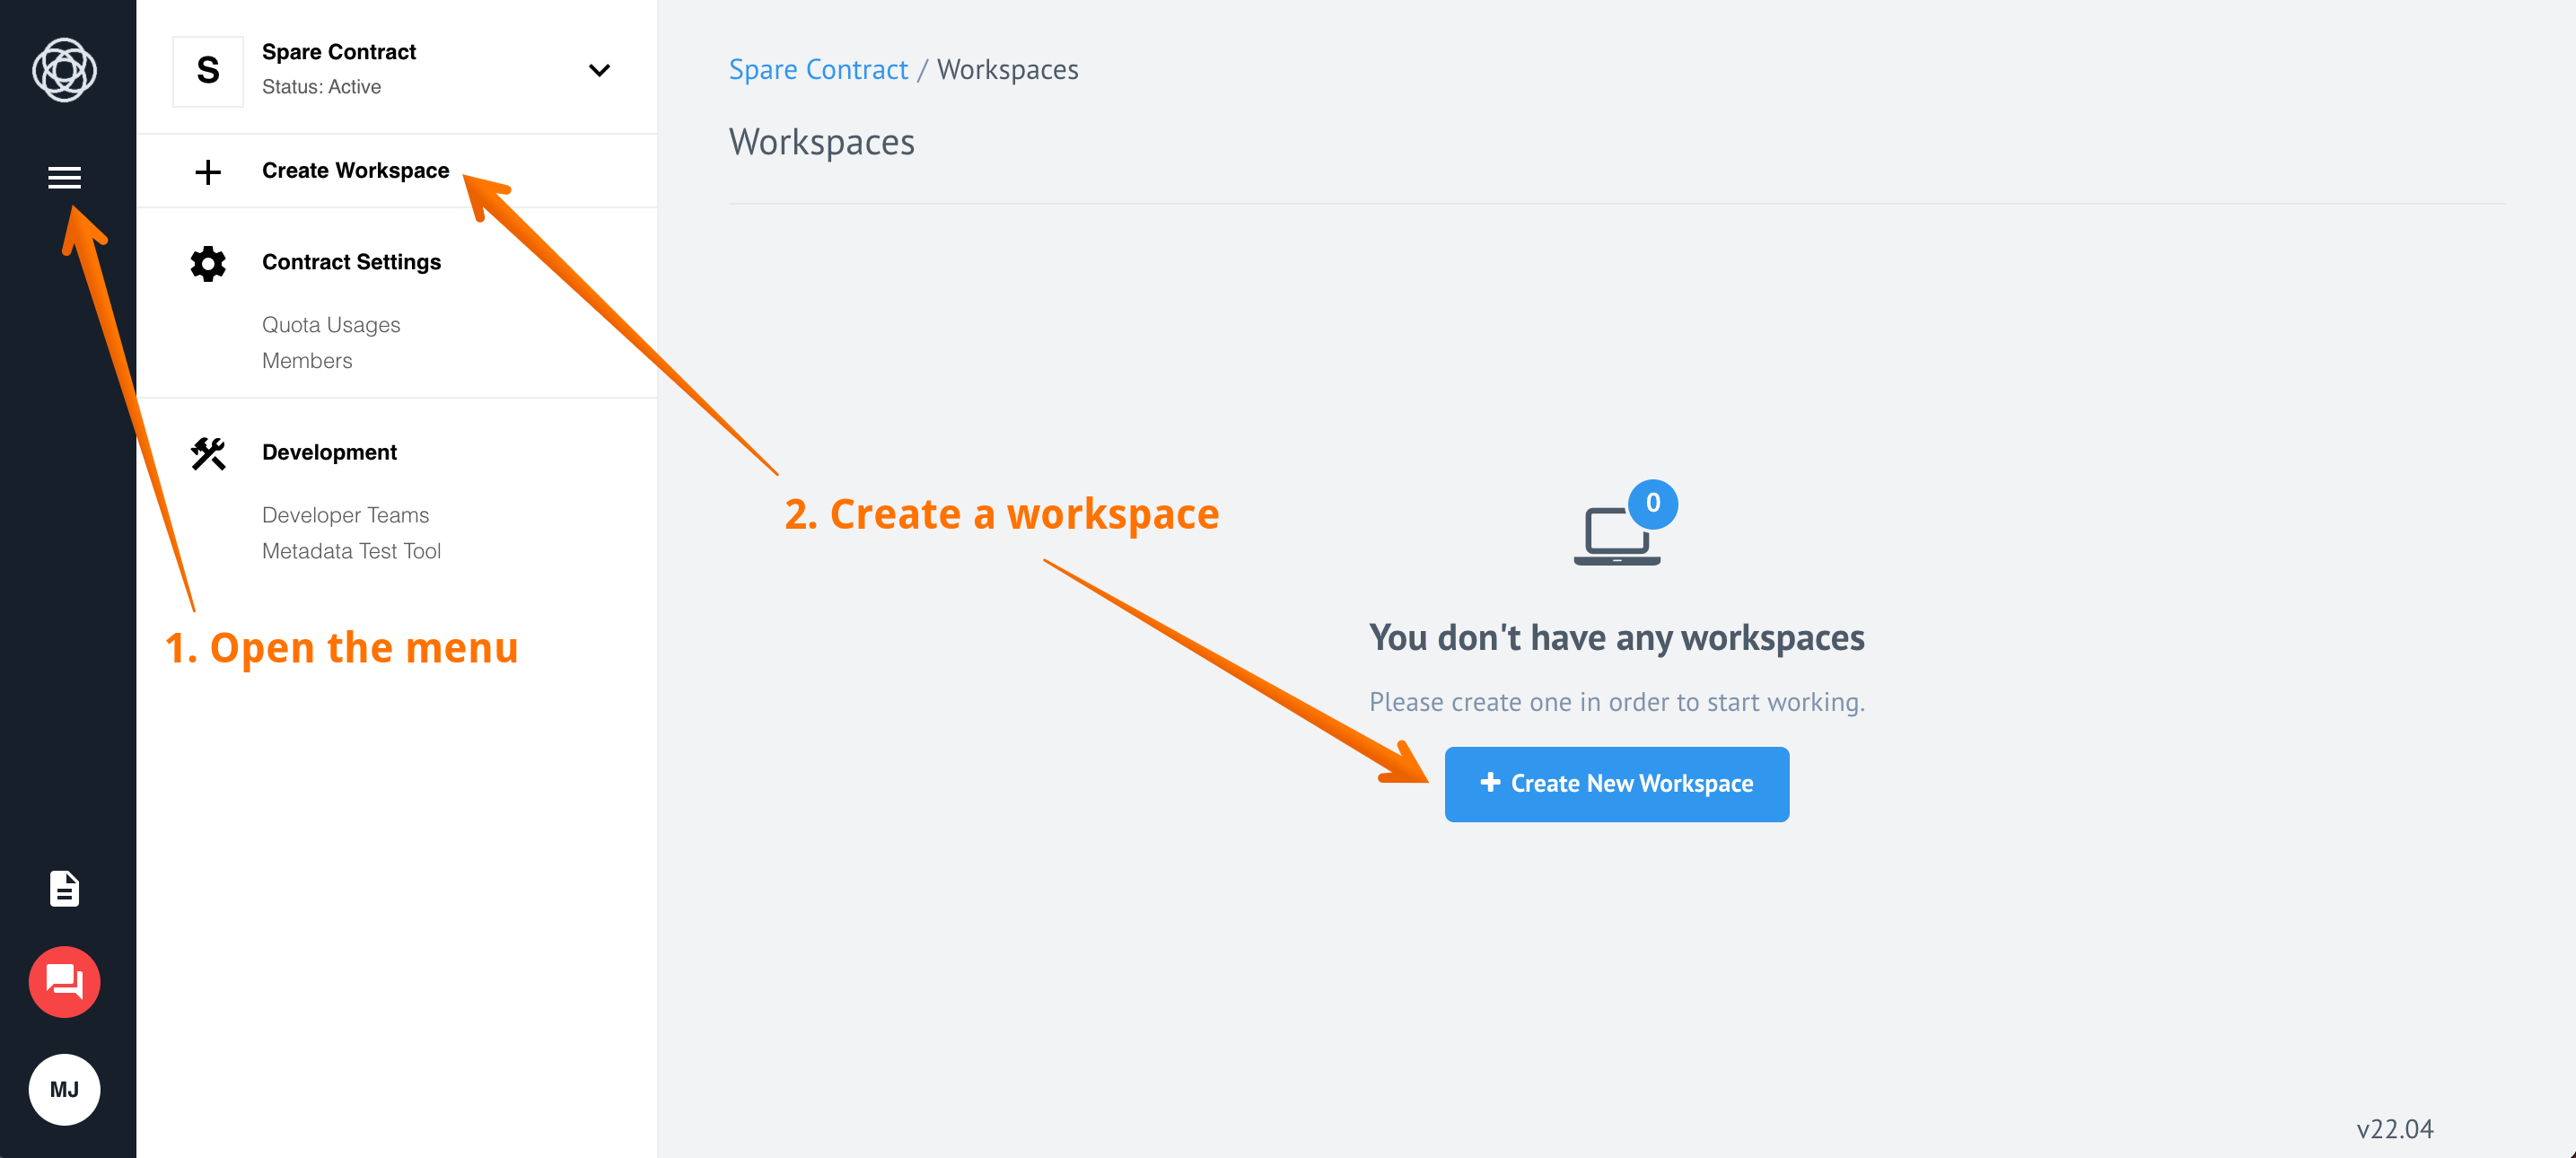 S
Spare Contract
Status: Active
Create Workspace
Contract Settings
Quota Usages
Members
Development
Developer Teams
Metadata Test Tool
1. Open the menu
MJ
Spare Contract / Workspaces
Workspaces
2. Create a workspace
0
You don't have any workspaces
Please create one in order to start working.
Create New Workspace
v22.04